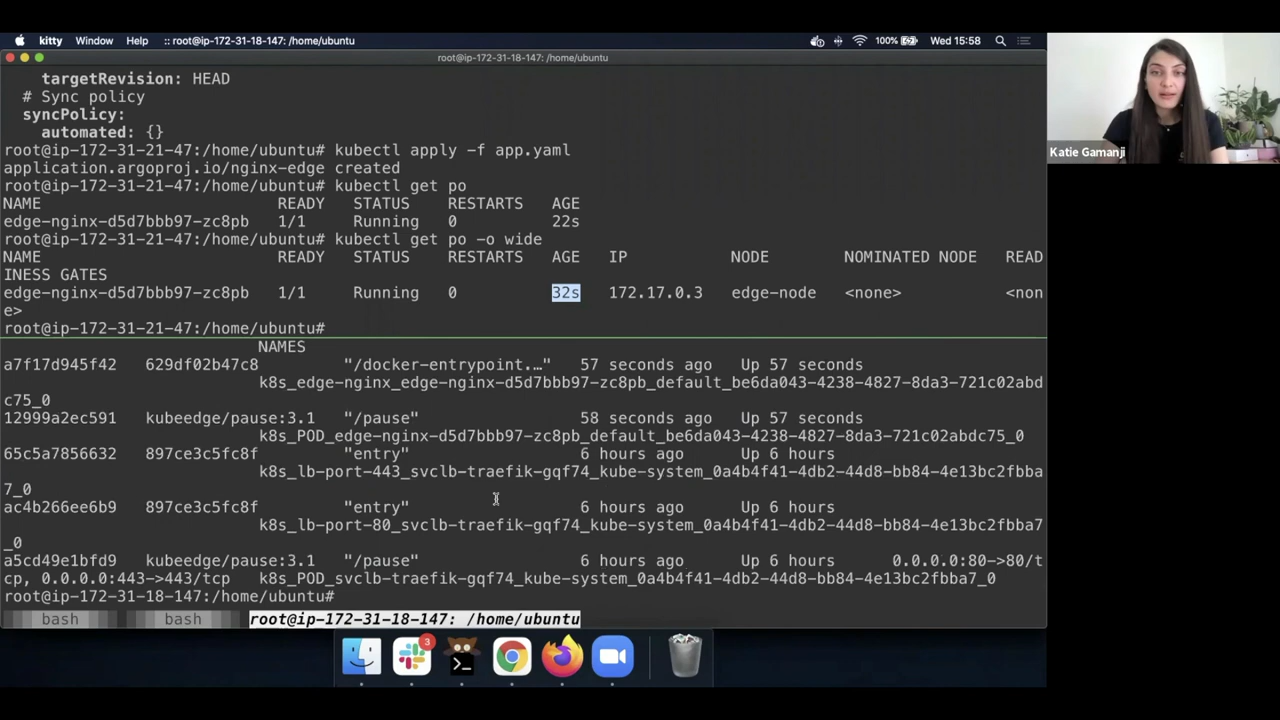 kitty Window Help :: root@ip-172-31-18-147: /home/ubuntu 100% Wed 15:58
root@ip-172-31-18-147: /home/ubuntu
targetRevision: HEAD
# Sync policy
syncPolicy:
automated: {}
root@ip-172-31-21-47:/home/ubuntu# kubectl apply -f app.yaml
application.argoproj.io/nginx-edge created
root@ip-172-31-21-47:/home/ubuntu# kubectl get po
NAME READY STATUS RESTARTS AGE
edge-nginx-d5d7bbb97-zc8pb 1/1 Running 0 22s
root@ip-172-31-21-47:/home/ubuntu# kubectl get po -o wide
NAME READY STATUS RESTARTS AGE IP NODE NOMINATED NODE READ
INESS GATES
edge-nginx-d5d7bbb97-zc8pb 1/1 Running 0 32s 172.17.0.3 edge-node <none> <non
e>
root@ip-172-31-21-47:/home/ubuntu#
NAMES
a7f17d945f42 629df02b47c8 "/docker-entrypoint.…" 57 seconds ago Up 57 seconds
k8s_edge-nginx_edge-nginx-d5d7bbb97-zc8pb_default_be6da043-4238-4827-8da3-721c02abd
c75_0
12999a2ec591 kubeedge/pause:3.1 "/pause" 58 seconds ago Up 57 seconds
k8s_POD_edge-nginx-d5d7bbb97-zc8pb_default_be6da043-4238-4827-8da3-721c02abdc75_0
65c5a7856632 897ce3c5fc8f "entry" 6 hours ago Up 6 hours
k8s_lb-port-443_svclb-traefik-gqf74_kube-system_0a4b4f41-4db2-44d8-bb84-4e13bc2fbba
7_0
ac4b266ee6b9 897ce3c5fc8f "entry" 6 hours ago Up 6 hours
k8s_lb-port-80_svclb-traefik-gqf74_kube-system_0a4b4f41-4db2-44d8-bb84-4e13bc2fbba7
_0
a5cd49e1bfd9 kubeedge/pause:3.1 "/pause" 6 hours ago Up 6 hours 0.0.0.0:80->80/t
cp, 0.0.0.0:443->443/tcp k8s_POD_svclb-traefik-gqf74_kube-system_0a4b4f41-4db2-44d8-bb84-4e13bc2fbba7_0
root@ip-172-31-18-147:/home/ubuntu#
bash bash root@ip-172-31-18-147: /home/ubuntu
3
Katie Gamanji